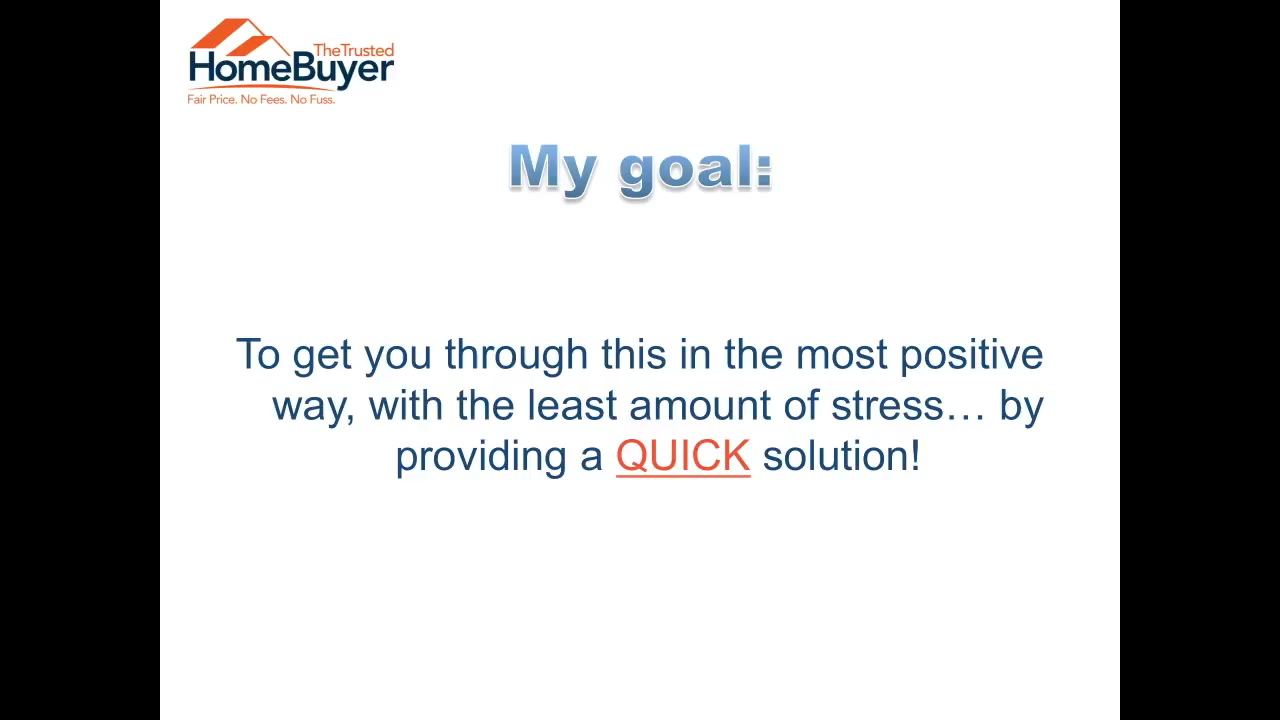 TheTrusted
HomeBuyer
Fair Price. No Fees. No Fuss.
My goal:
To get you through this in the most positive
way, with the least amount of stress… by
providing a QUICK solution!